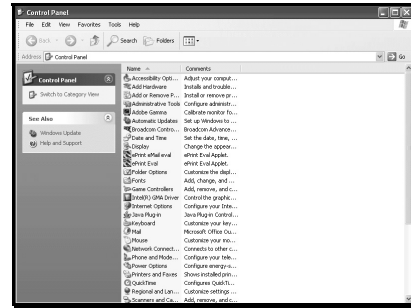 Control Panel
File Edit View Favorites Tools Help
Back Search Folders
Address Control Panel Go
Control Panel
Switch to Category View
See Also
Windows Update
Help and Support
Name Comments
Accessibility Opti... Adjust your comput...
Add Hardware Installs and trouble...
Add or Remove P... Install or remove pr...
Administrative Tools Configure administr...
Adobe Gamma Calibrate monitor fo...
Automatic Updates Set up Windows to ...
Broadcom Contro... Broadcom Advance...
Date and Time Set the date, time, ...
Display Change the appear...
ePrint eMail eval ePrint Eval Applet.
ePrint Eval ePrint Eval Applet.
Folder Options Customize the displ...
Fonts Add, change, and ...
Game Controllers Add, remove, and c...
Intel(R) GMA Driver Control the graphic...
Internet Options Configure your Inte...
Java Plug-in Java Plug-in Control...
Keyboard Customize your key...
Mail Microsoft Office Ou...
Mouse Customize your mo...
Network Connect... Connects to other c...
Phone and Mode... Configure your tele...
Power Options Configure energy-s...
Printers and Faxes Shows installed prin...
QuickTime Configures QuickTi...
Regional and Lan... Customize settings ...
Scanners and Ca... Add, remove, and c...